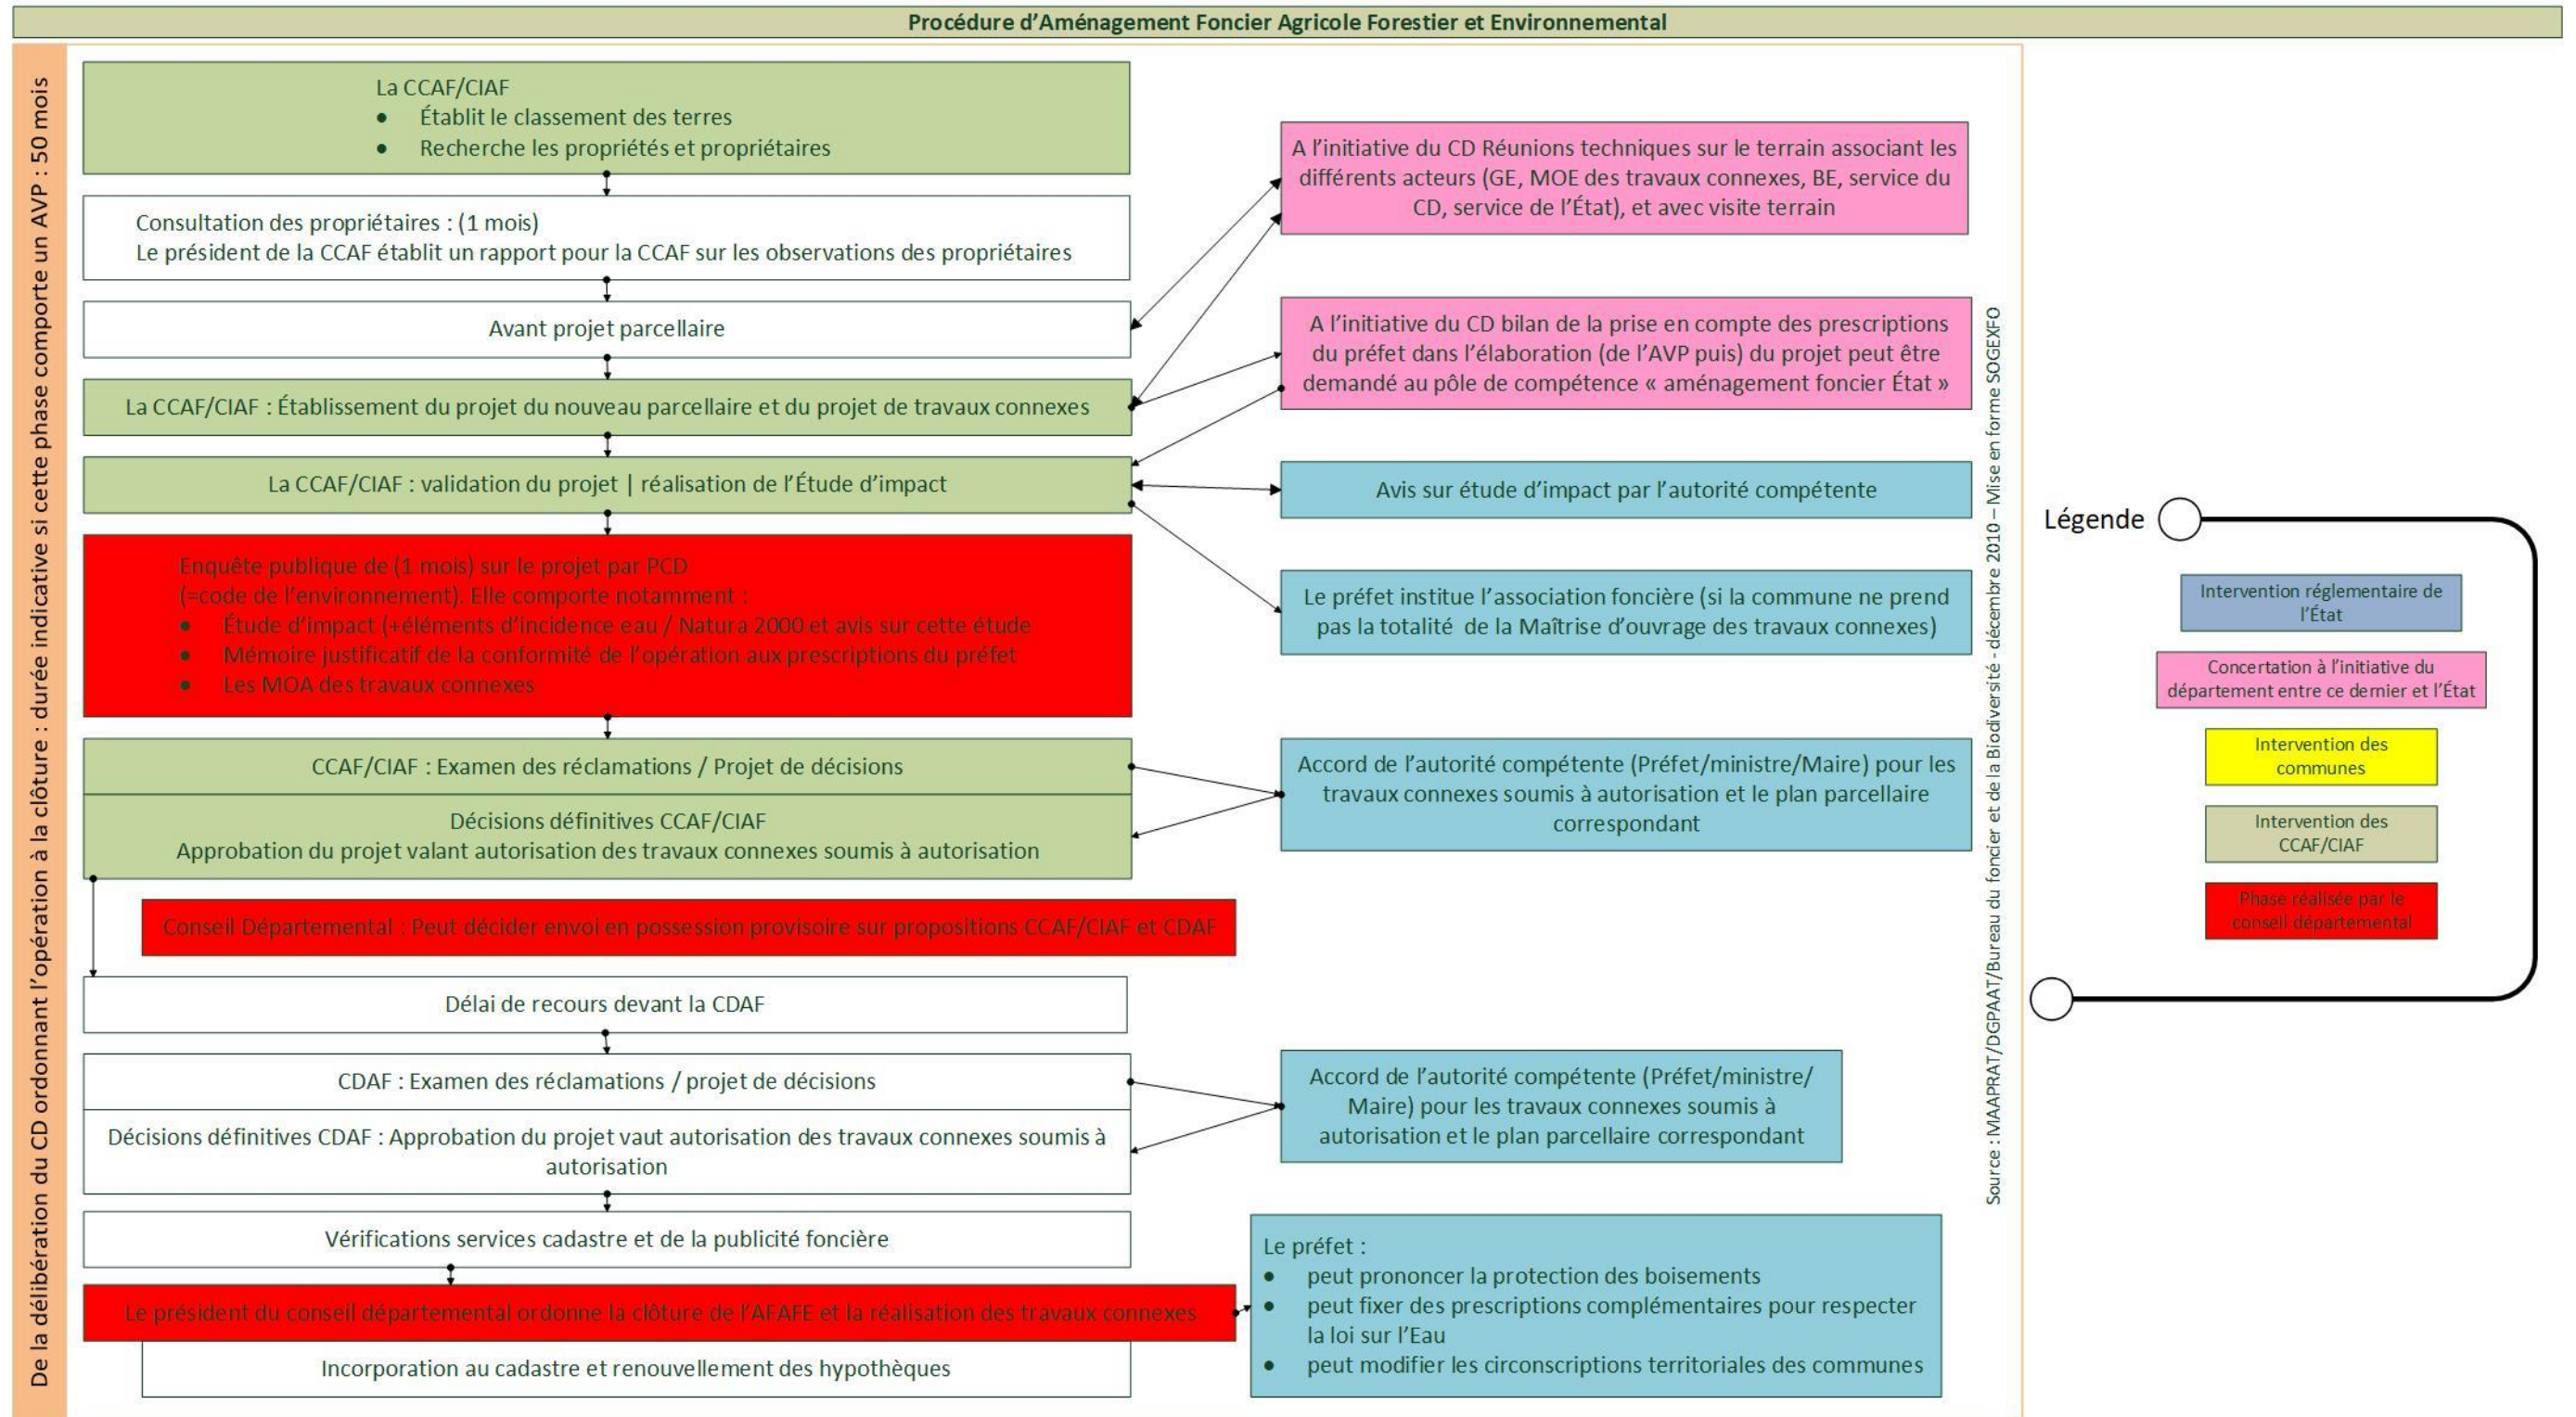 Procédure d'Aménagement Foncier Agricole Forestier et Environnemental
De la délibération du CD ordonnant l'opération à la clôture : durée indicative si cette phase comporte un AVP : 50 mois
La CCAF/CIAF
• Établit le classement des terres
• Recherche les propriétés et propriétaires
Consultation des propriétaires : (1 mois)
Le président de la CCAF établit un rapport pour la CCAF sur les observations des propriétaires
Avant projet parcellaire
La CCAF/CIAF : Établissement du projet du nouveau parcellaire et du projet de travaux connexes
La CCAF/CIAF : validation du projet | réalisation de l'Étude d'impact
Enquête publique de (1 mois) sur le projet par PCD
(=code de l'environnement). Elle comporte notamment :
• Étude d'impact (+éléments d'incidence eau / Natura 2000 et avis sur cette étude
• Mémoire justificatif de la conformité de l'opération aux prescriptions du préfet
• Les MOA des travaux connexes
CCAF/CIAF : Examen des réclamations / Projet de décisions
Décisions définitives CCAF/CIAF
Approbation du projet valant autorisation des travaux connexes soumis à autorisation
Conseil Départemental : Peut décider envoi en possession provisoire sur propositions CCAF/CIAF et CDAF
Délai de recours devant la CDAF
CDAF : Examen des réclamations / projet de décisions
Décisions définitives CDAF : Approbation du projet vaut autorisation des travaux connexes soumis à
autorisation
Vérifications services cadastre et de la publicité foncière
Le président du conseil départemental ordonne la clôture de l'AFAFE et la réalisation des travaux connexes
Incorporation au cadastre et renouvellement des hypothèques
A l'initiative du CD Réunions techniques sur le terrain associant les
différents acteurs (GE, MOE des travaux connexes, BE, service du
CD, service de l'État), et avec visite terrain
A l'initiative du CD bilan de la prise en compte des prescriptions
du préfet dans l'élaboration (de l'AVP puis) du projet peut être
demandé au pôle de compétence « aménagement foncier État »
Avis sur étude d'impact par l'autorité compétente
Le préfet institue l'association foncière (si la commune ne prend
pas la totalité de la Maîtrise d'ouvrage des travaux connexes)
Accord de l'autorité compétente (Préfet/ministre/Maire) pour les
travaux connexes soumis à autorisation et le plan parcellaire
correspondant
Accord de l'autorité compétente (Préfet/ministre/
Maire) pour les travaux connexes soumis à
autorisation et le plan parcellaire correspondant
Le préfet :
• peut prononcer la protection des boisements
• peut fixer des prescriptions complémentaires pour respecter
la loi sur l'Eau
• peut modifier les circonscriptions territoriales des communes
Source : MAAPRAT/DGPAAT/Bureau du foncier et de la Biodiversité - décembre 2010 – Mise en forme SOGEXFO
Légende
Intervention réglementaire de
l'État
Concertation à l'initiative du
département entre ce dernier et l'État
Intervention des
communes
Intervention des
CCAF/CIAF
Phase réalisée par le
conseil départemental